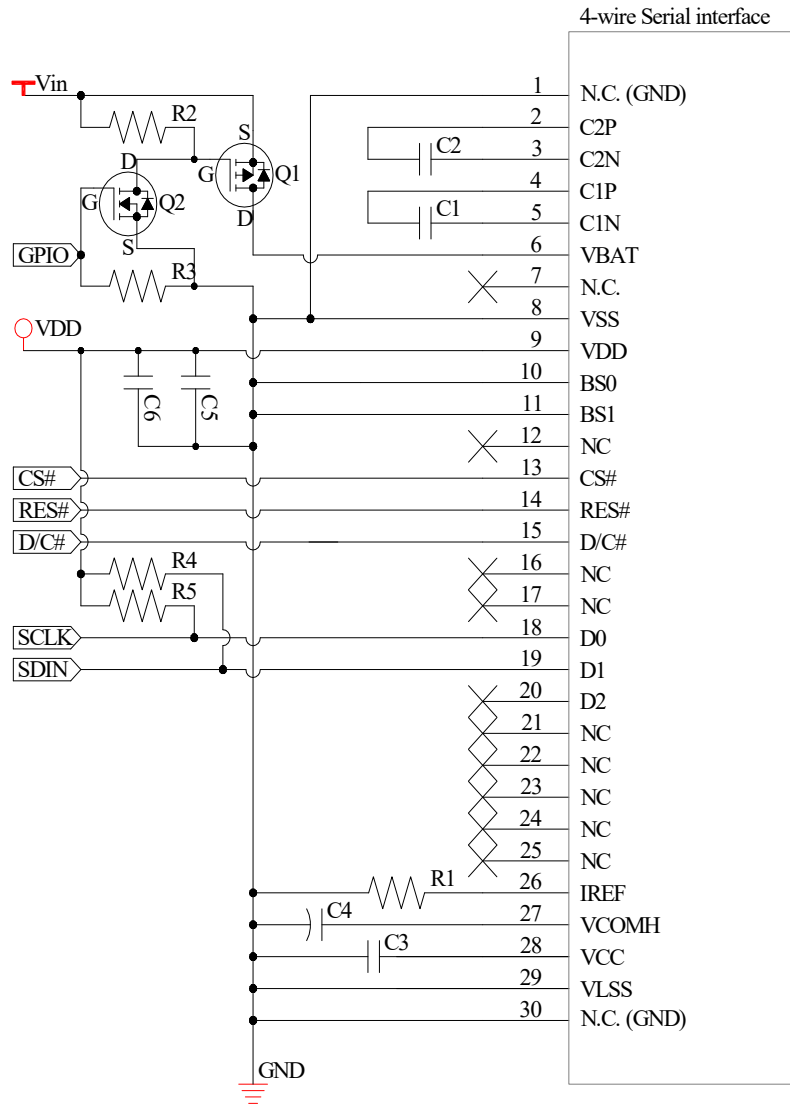 4-wire Serial interface
Vin
R2
S
Q1
G
D
D
G
Q2
S
GPIO
R3
VDD
C6
C5
CS#
RES#
D/C#
R4
R5
SCLK
SDIN
C2
C1
1 N.C. (GND)
2 C2P
3 C2N
4 C1P
5 C1N
6 VBAT
7 N.C.
8 VSS
9 VDD
10 BS0
11 BS1
12 NC
13 CS#
14 RES#
15 D/C#
16 NC
17 NC
18 D0
19 D1
20 D2
21 NC
22 NC
23 NC
24 NC
25 NC
R1 26 IREF
C4 27 VCOMH
C3 28 VCC
29 VLSS
30 N.C. (GND)
GND